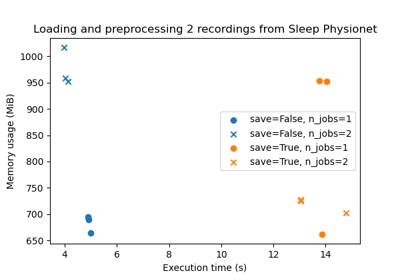 Loading and preprocessing 2 recordings from Sleep Physionet
Memory usage (MiB)
1000
950
900
850
800
750
700
650
save=False, n_jobs=1
save=False, n_jobs=2
save=True, n_jobs=1
save=True, n_jobs=2
4 6 8 10 12 14
Execution time (s)